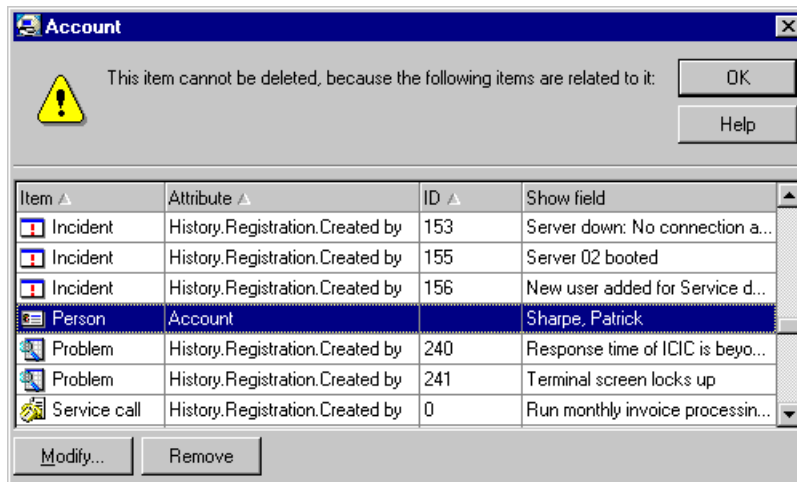 Account
This item cannot be deleted, because the following items are related to it:
OK
Help
Item Attribute ID Show field
Incident History.Registration.Created by 153 Server down: No connection a...
Incident History.Registration.Created by 155 Server 02 booted
Incident History.Registration.Created by 156 New user added for Service d...
Person Account Sharpe, Patrick
Problem History.Registration.Created by 240 Response time of ICIC is beyo...
Problem History.Registration.Created by 241 Terminal screen locks up
Service call History.Registration.Created by 0 Run monthly invoice processin...
Modify... Remove